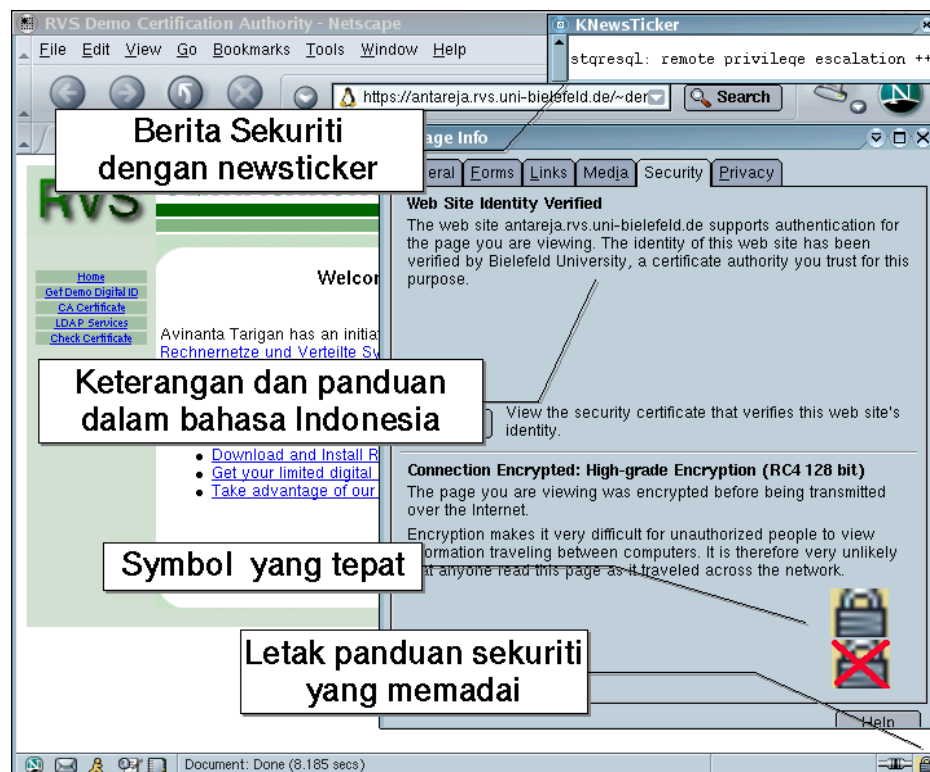 RVS Demo Certification Authority - Netscape
KNewsTicker
File Edit View Go Bookmarks Tools Window Help
stqresql: remote privilege escalation ++
https://antareja.rvs.uni-bielefeld.de/~der
Search
N
Berita Sekuriti
dengan newsticker
age Info
eral Forms Links Media Security Privacy
RVS
Web Site Identity Verified
The web site antareja.rvs.uni-bielefeld.de supports authentication for
the page you are viewing. The identity of this web site has been
verified by Bielefeld University, a certificate authority you trust for this
purpose.
Home
Get Demo Digital ID
CA Certificate
LDAP Services
Check Certificate
Welcor
Avinanta Tarigan has an initia
Rechnernetze und Verteilte Sy
Keterangan dan panduan
dalam bahasa Indonesia
View the security certificate that verifies this web site's
identity.
Download and Install R
Get your limited digital
Take advantage of our
Connection Encrypted: High-grade Encryption (RC4 128 bit)
The page you are viewing was encrypted before being transmitted
over the Internet.
Encryption makes it very difficult for unauthorized people to view
formation traveling between computers. It is therefore very unlikely
at anyone read this page as it traveled across the network.
Symbol yang tepat
Letak panduan sekuriti
yang memadai
Help
Document: Done (8.185 secs)